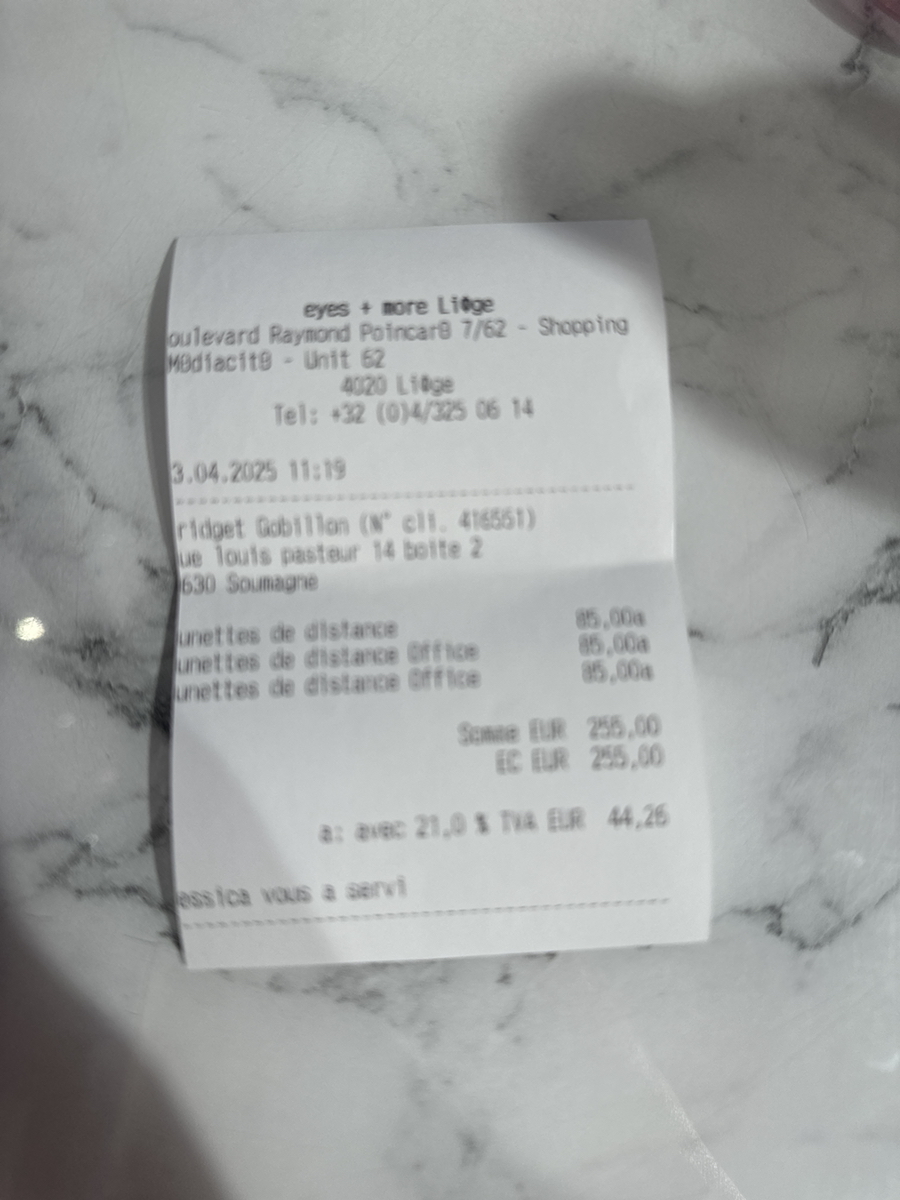 eyes + more Li♦ge
oulevard Raymond Poincar0 7/62 - Shopping
M0diacit0 - Unit 62
4020 Li♦ge
Tel: +32 (0)4/325 06 14
3.04.2025 11:19
ridget Gobillon (N° cli. 416551)
ue louis pasteur 14 boite 2
630 Soumagne
unettes de distance 85,00a
unettes de distance Office 85,00a
unettes de distance Office 85,00a
Somme EUR 255,00
EC EUR 255,00
a: avec 21,0 % TVA EUR 44,26
essica vous a servi